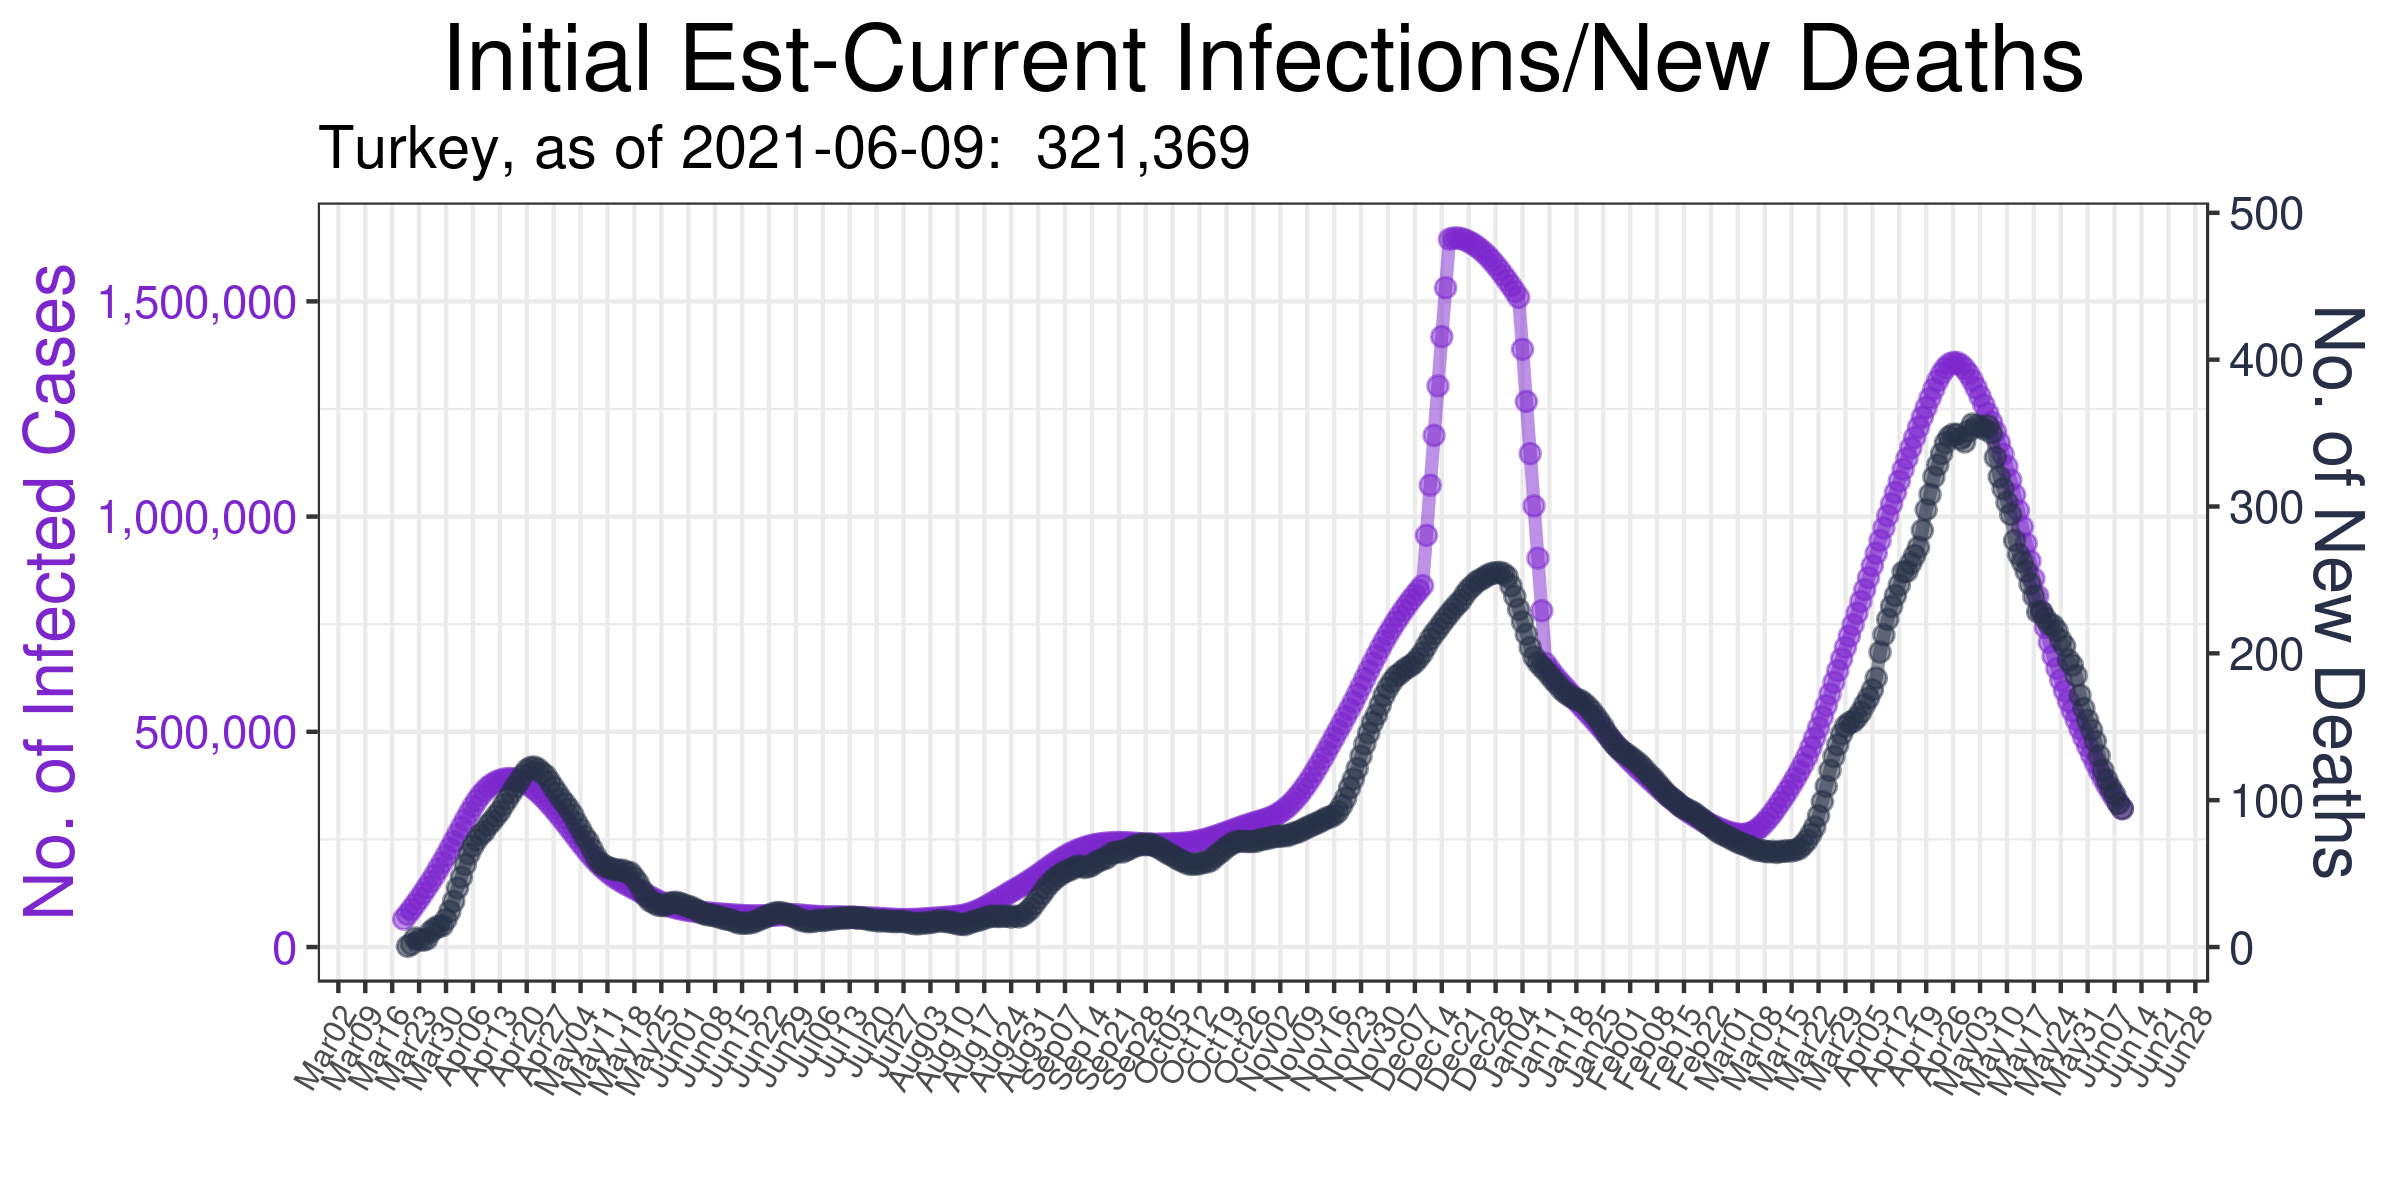 Initial Est-Current Infections/New Deaths
Turkey, as of 2021-06-09:  321,369
No. of Infected Cases
1,500,000
1,000,000
500,000
0
500
400
300
200
100
0
No. of New Deaths
Mar02
Mar09
Mar16
Mar23
Mar30
Apr06
Apr13
Apr20
Apr27
May04
May11
May18
May25
Jun01
Jun08
Jun15
Jun22
Jun29
Jul06
Jul13
Jul20
Jul27
Aug03
Aug10
Aug17
Aug24
Aug31
Sep07
Sep14
Sep21
Sep28
Oct05
Oct12
Oct19
Oct26
Nov02
Nov09
Nov16
Nov23
Nov30
Dec07
Dec14
Dec21
Dec28
Jan04
Jan11
Jan18
Jan25
Feb01
Feb08
Feb15
Feb22
Mar01
Mar08
Mar15
Mar22
Mar29
Apr05
Apr12
Apr19
Apr26
May03
May10
May17
May24
May31
Jun07
Jun14
Jun21
Jun28